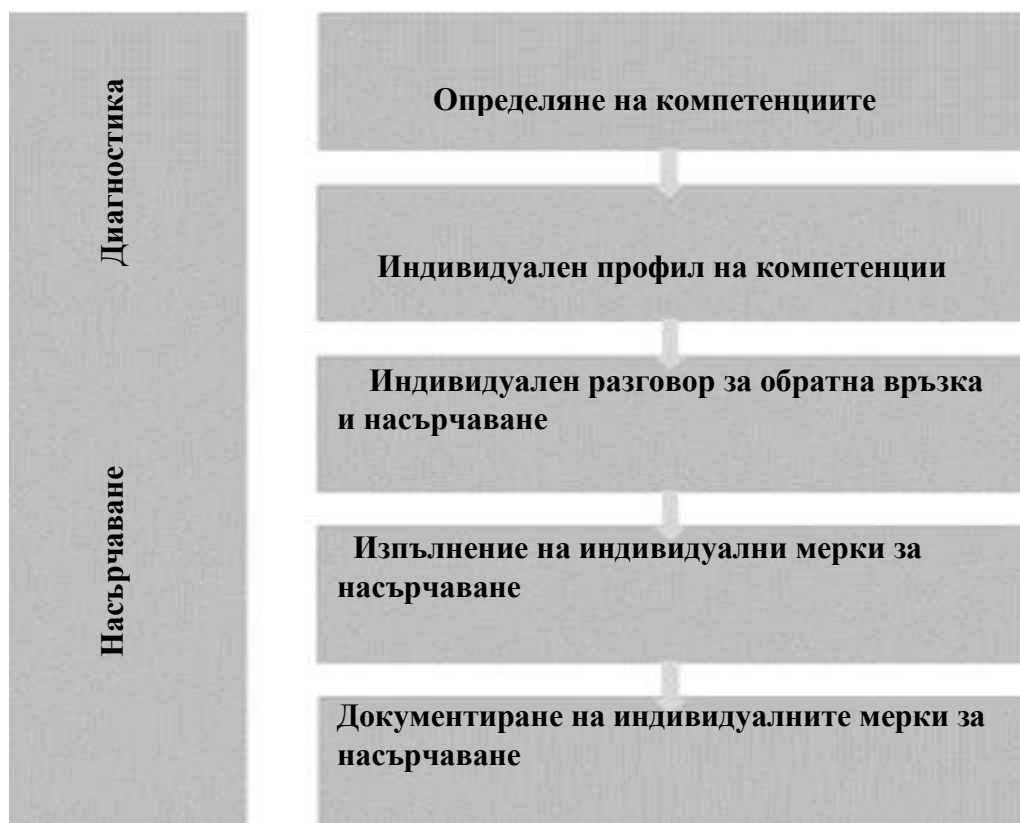 Диагностика
Определяне на компетенциите
Индивидуален профил на компетенции
Индивидуален разговор за обратна връзка
и насърчаване
Насърчаване
Изпълнение на индивидуални мерки за
насърчаване
Документиране на индивидуалните мерки за
насърчаване